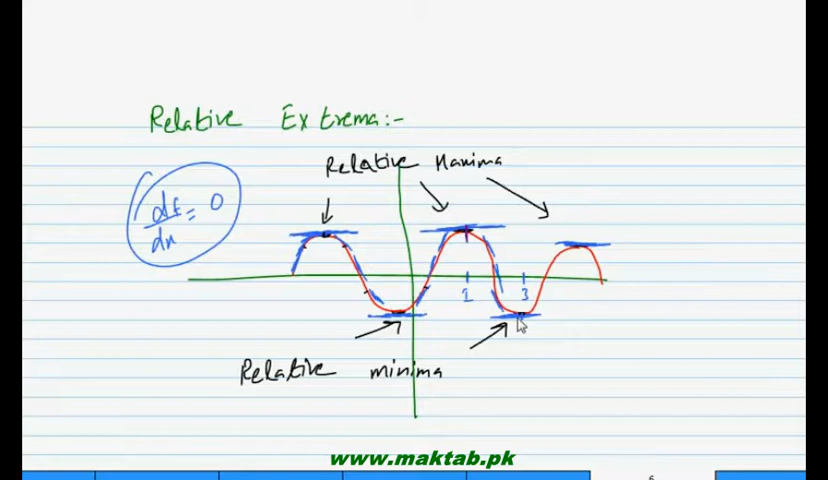 Relative Extrema:-
Relative Maxima
df/dx = 0
1 3
Relative minima
www.maktab.pk